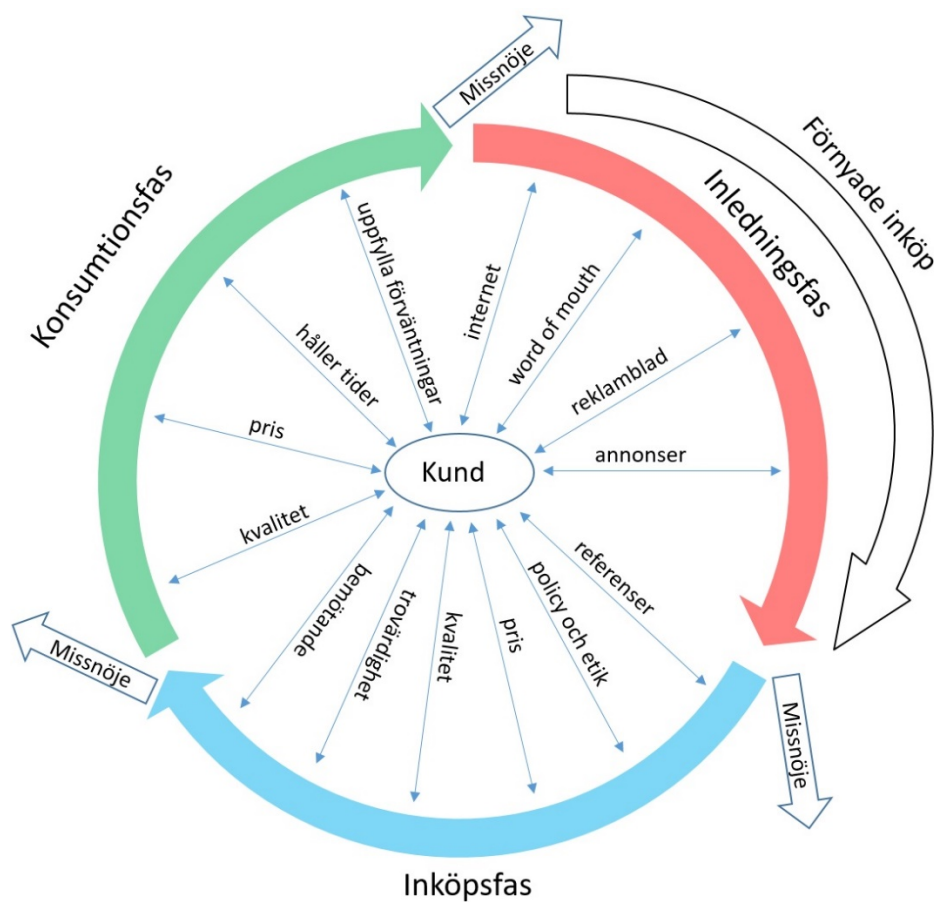 Missnöje
Förnyade inköp
Inledningsfas
Konsumtionsfas
uppfylla förväntningar
internet
word of mouth
håller tider
reklamblad
pris
annonser
Kund
kvalitet
referenser
bemötande
trovärdighet
kvalitet
pris
policy och etik
Missnöje
Missnöje
Inköpsfas